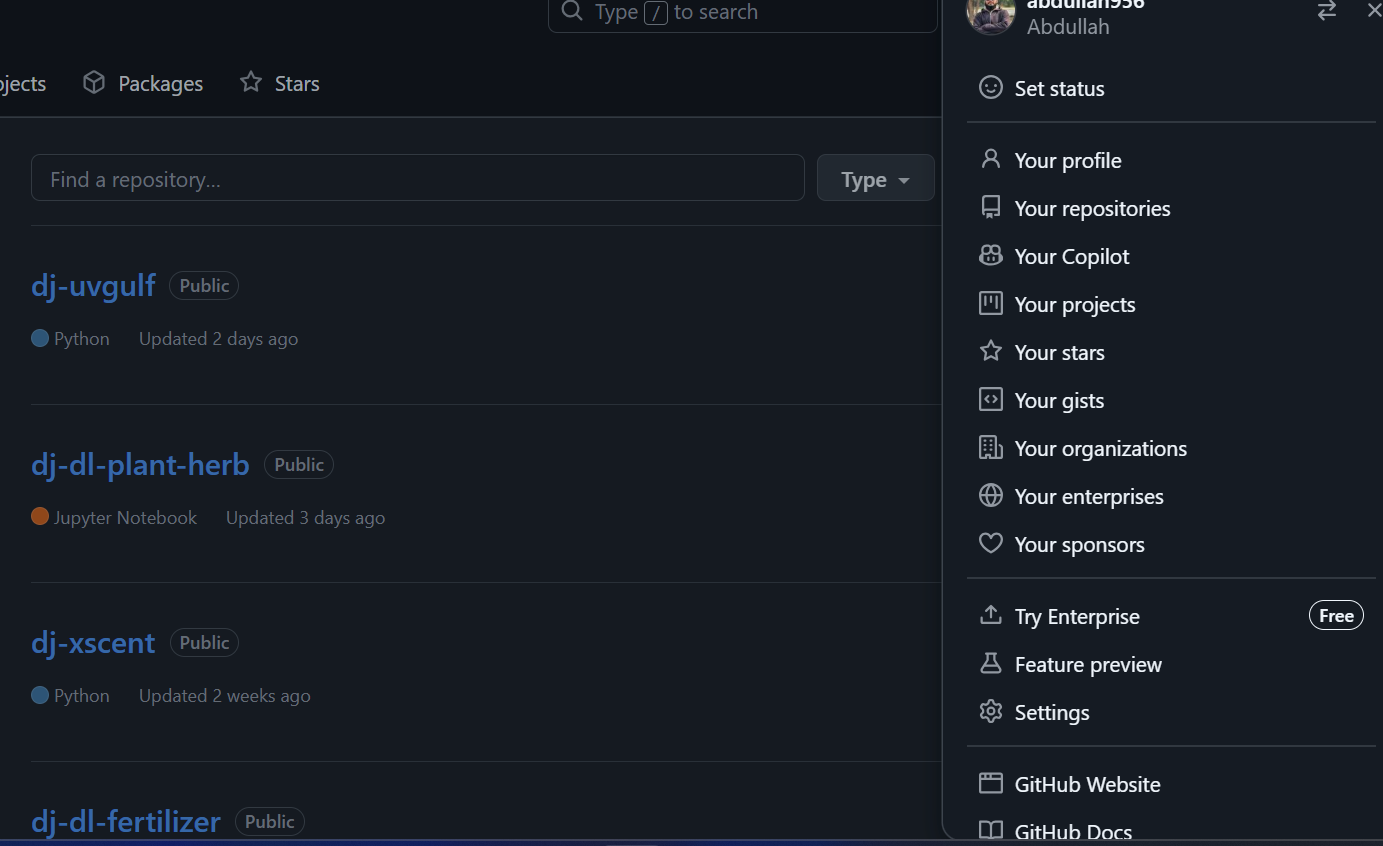 Type / to search
ojects
Packages
Stars
Find a repository...
Type
dj-uvgulf Public
Python Updated 2 days ago
dj-dl-plant-herb Public
Jupyter Notebook Updated 3 days ago
dj-xscent Public
Python Updated 2 weeks ago
dj-dl-fertilizer Public
abdullah956
Abdullah
Set status
Your profile
Your repositories
Your Copilot
Your projects
Your stars
Your gists
Your organizations
Your enterprises
Your sponsors
Try Enterprise Free
Feature preview
Settings
GitHub Website
GitHub Docs